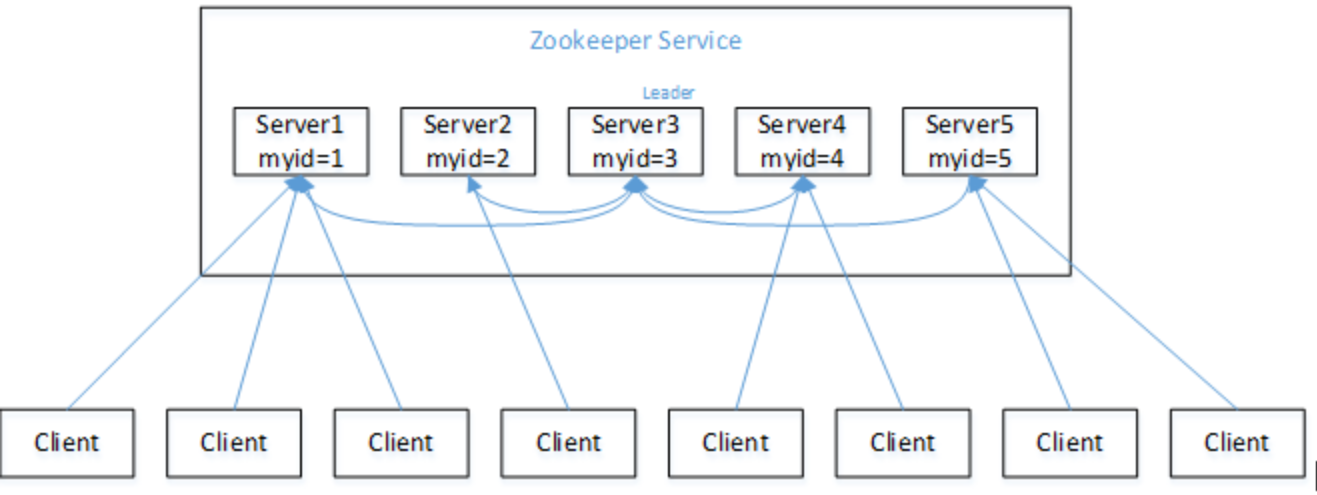 Zookeeper Service
Leader
Server1
myid=1
Server2
myid=2
Server3
myid=3
Server4
myid=4
Server5
myid=5
Client
Client
Client
Client
Client
Client
Client
Client